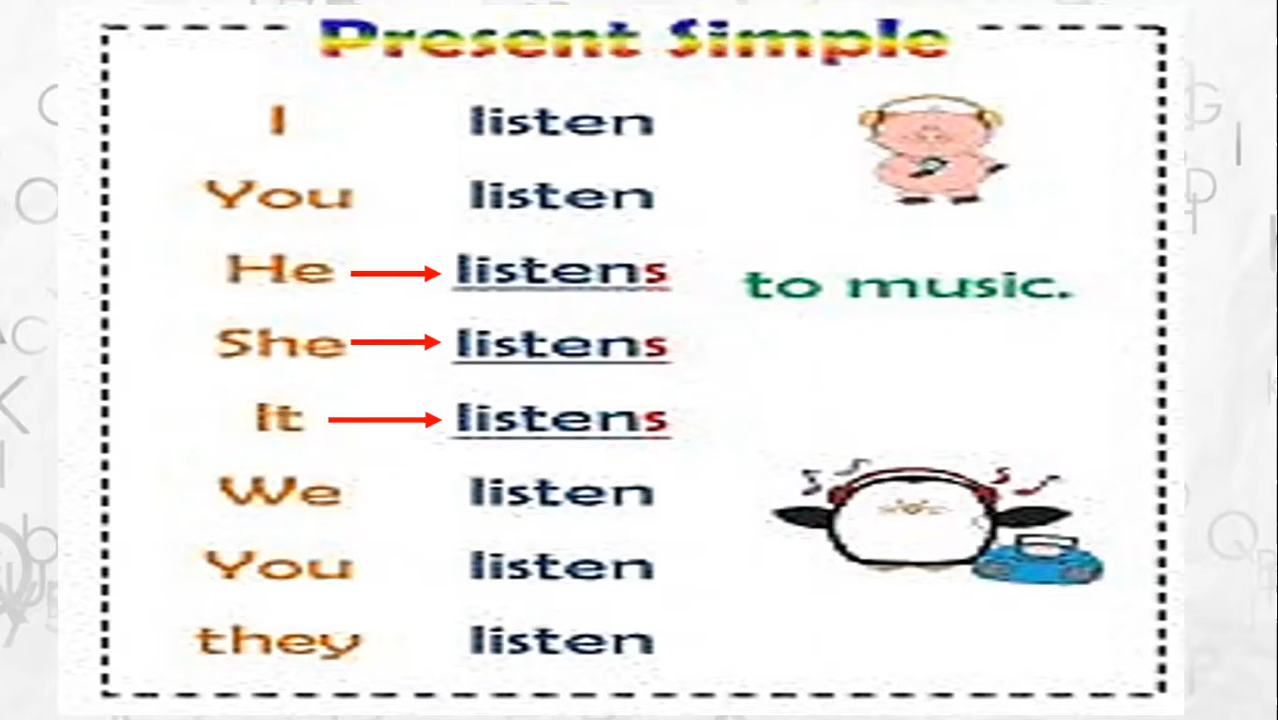 Present Simple
I listen
You listen
He listens to music.
She listens
It listens
We listen
You listen
they listen